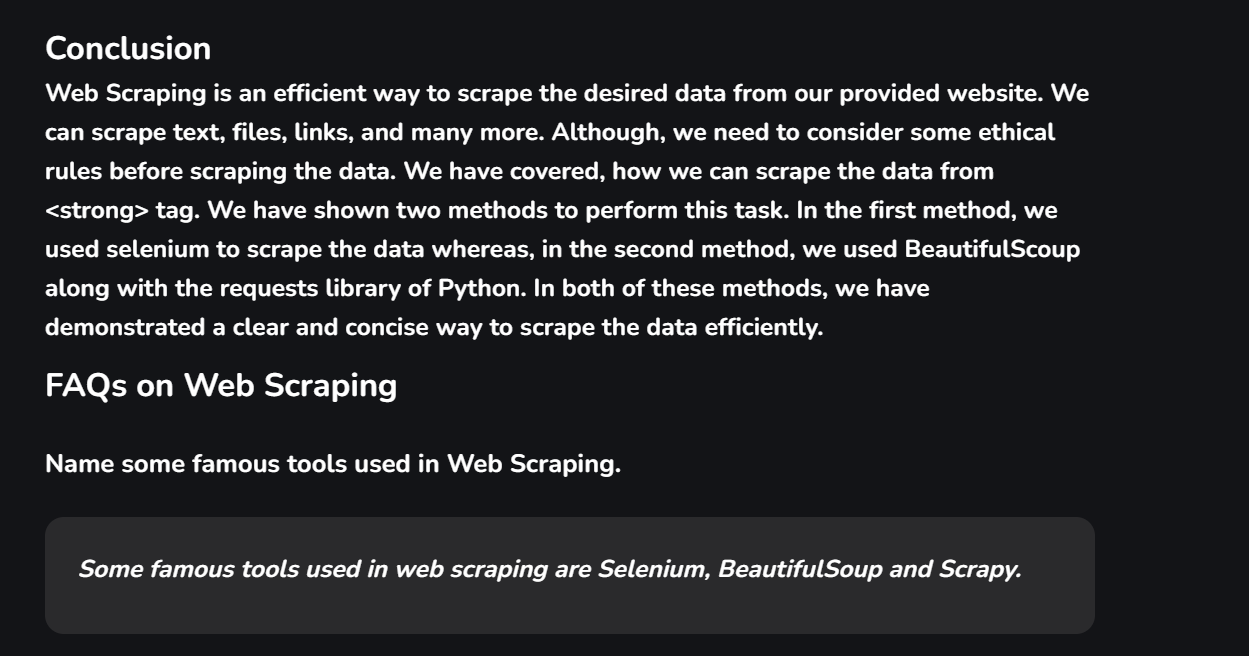 Conclusion
Web Scraping is an efficient way to scrape the desired data from our provided website. We
can scrape text, files, links, and many more. Although, we need to consider some ethical
rules before scraping the data. We have covered, how we can scrape the data from
<strong> tag. We have shown two methods to perform this task. In the first method, we
used selenium to scrape the data whereas, in the second method, we used BeautifulScoup
along with the requests library of Python. In both of these methods, we have
demonstrated a clear and concise way to scrape the data efficiently.
FAQs on Web Scraping
Name some famous tools used in Web Scraping.
Some famous tools used in web scraping are Selenium, BeautifulSoup and Scrapy.